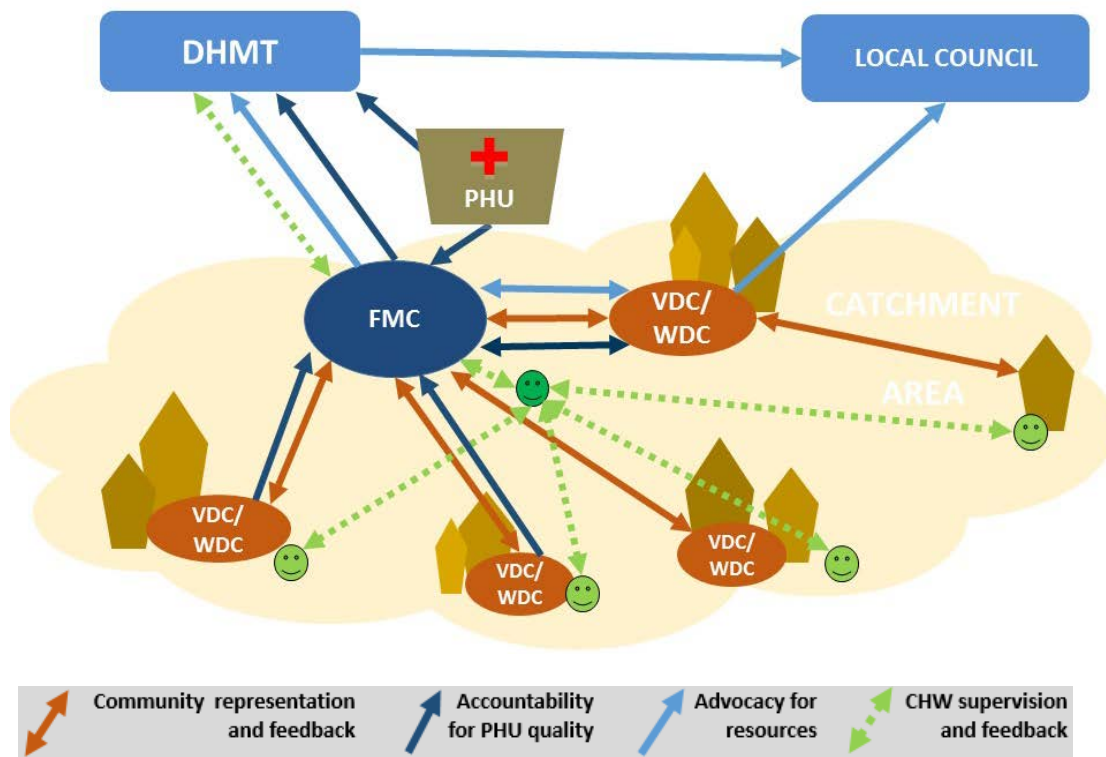 DHMT
LOCAL COUNCIL
PHU
FMC
VDC/
WDC
CATCHMENT
AREA
VDC/
WDC
VDC/
WDC
VDC/
WDC
Community representation
and feedback
Accountability
for PHU quality
Advocacy for
resources
CHW supervision
and feedback